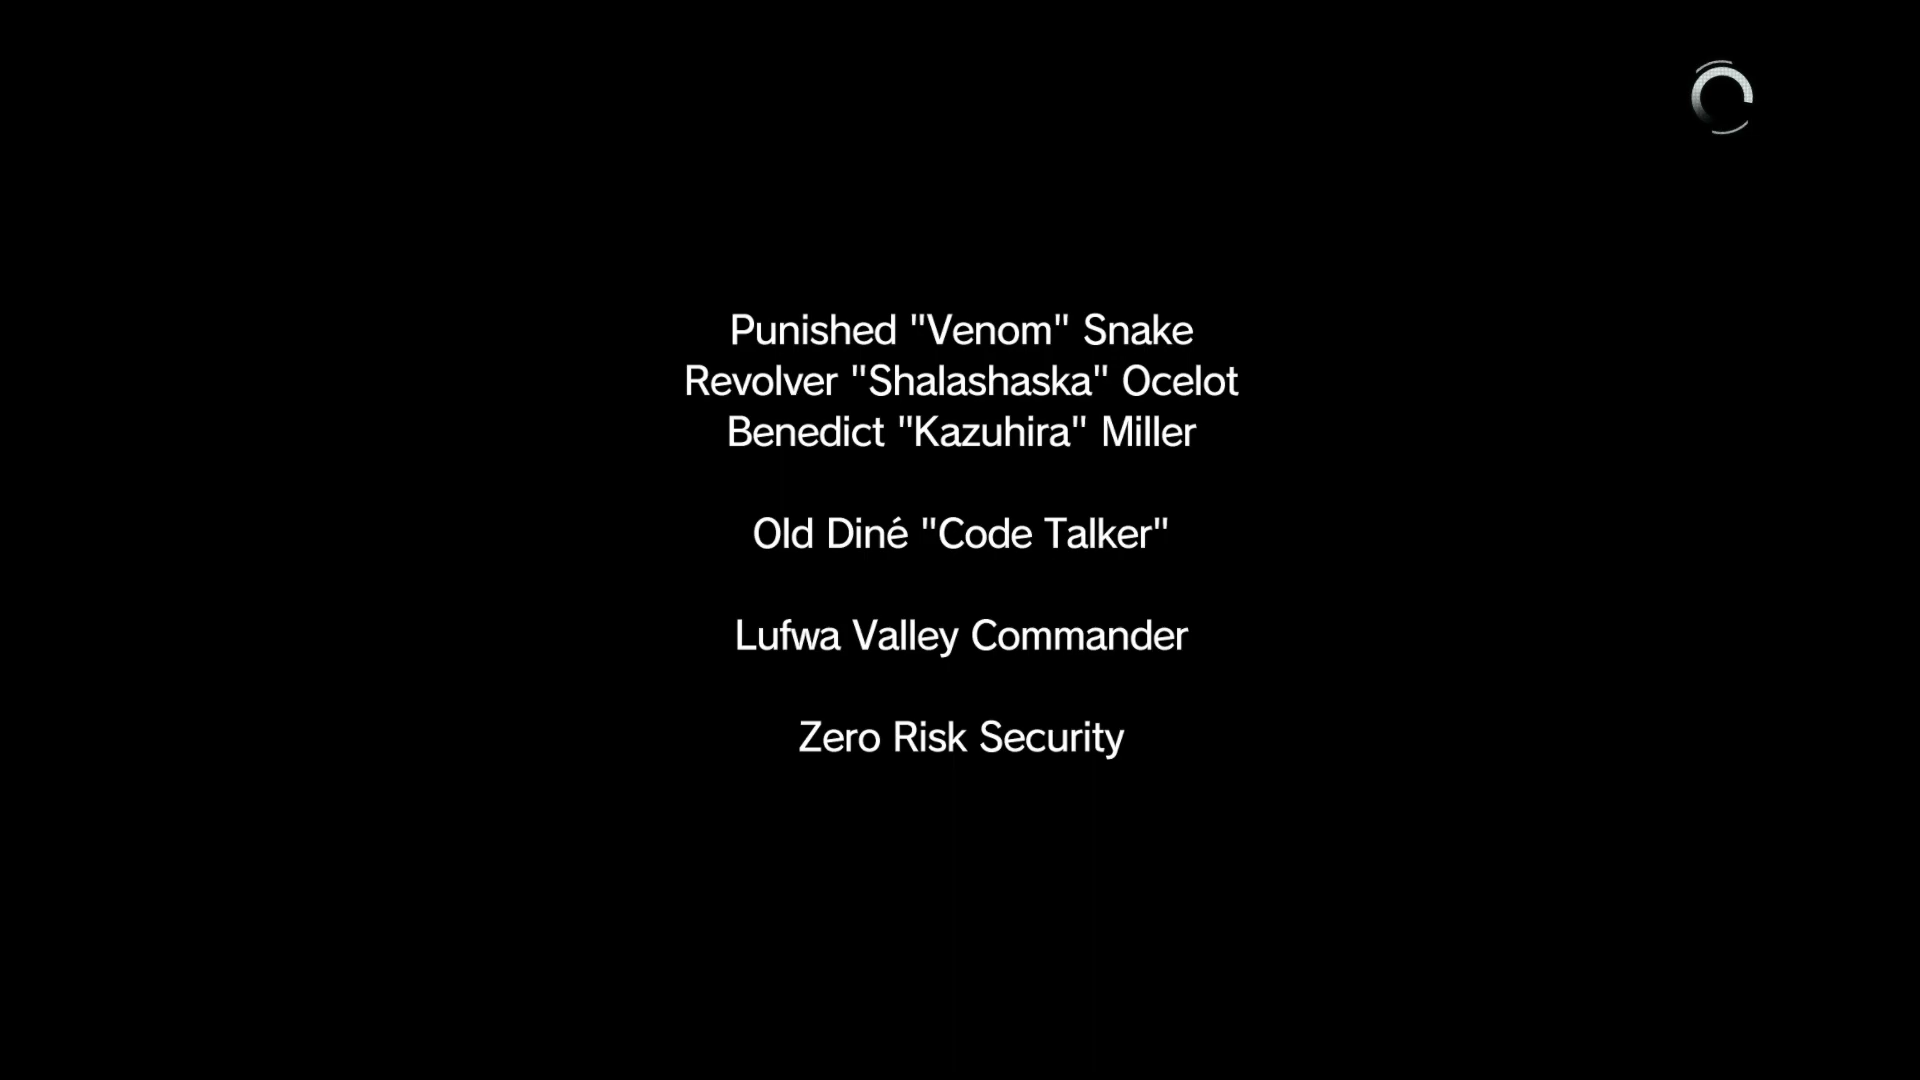 Punished "Venom" Snake
Revolver "Shalashaska" Ocelot
Benedict "Kazuhira" Miller
Old Diné "Code Talker"
Lufwa Valley Commander
Zero Risk Security